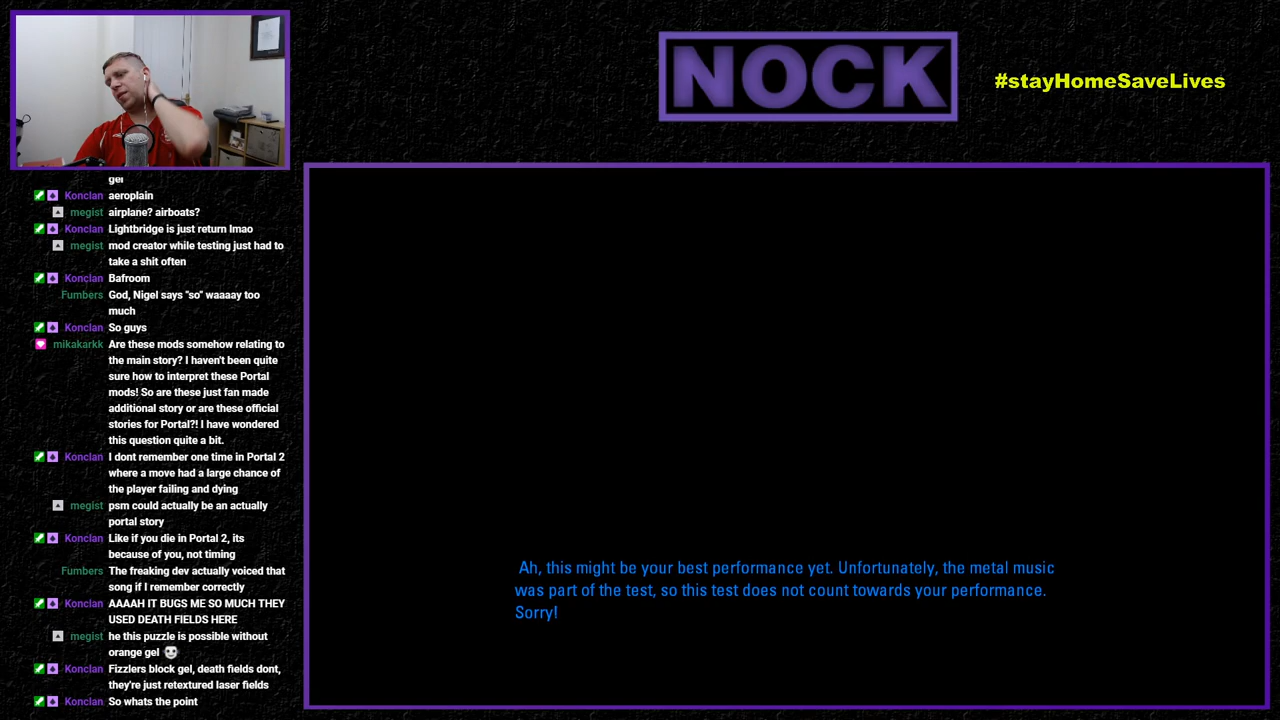 NOCK
#stayHomeSaveLives
gel
Konclan aeroplain
megist airplane? airboats?
Konclan Lightbridge is just return lmao
megist mod creator while testing just had to
take a shit often
Konclan Bafroom
Fumbers God, Nigel says "so" waaaay too
much
Konclan So guys
mikakarkk Are these mods somehow relating to
the main story? I haven't been quite
sure how to interpret these Portal
mods! So are these just fan made
additional story or are these official
stories for Portal?! I have wondered
this question quite a bit.
Konclan I dont remember one time in Portal 2
where a move had a large chance of
the player failing and dying
megist psm could actually be an actually
portal story
Konclan Like if you die in Portal 2, its
because of you, not timing
Fumbers The freaking dev actually voiced that
song if I remember correctly
Konclan AAAAH IT BUGS ME SO MUCH THEY
USED DEATH FIELDS HERE
megist he this puzzle is possible without
orange gel
Konclan Fizzlers block gel, death fields dont,
they're just retextured laser fields
Konclan So whats the point
Ah, this might be your best performance yet. Unfortunately, the metal music
was part of the test, so this test does not count towards your performance.
Sorry!